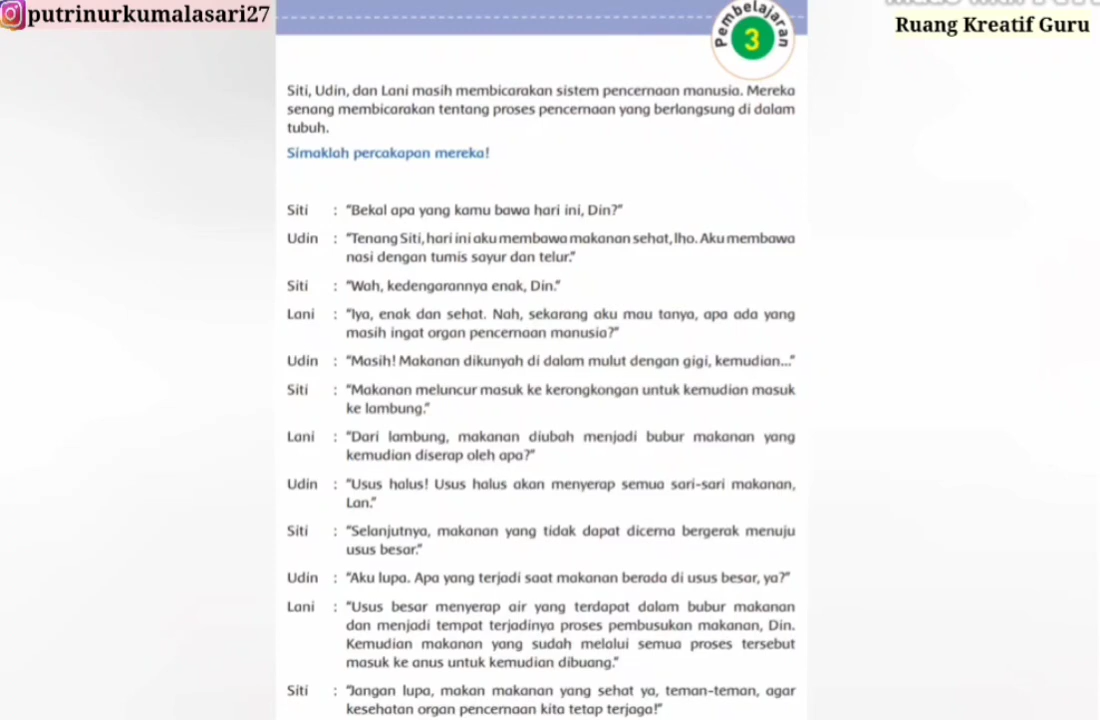 putrinurkumalasari27
Ruang Kreatif Guru
Pembelajaran
3
Siti, Udin, dan Lani masih membicarakan sistem pencernaan manusia. Mereka
senang membicarakan tentang proses pencernaan yang berlangsung di dalam
tubuh.
Simaklah percakapan mereka!
Siti : "Bekal apa yang kamu bawa hari ini, Din?"
Udin : "Tenang Siti, hari ini aku membawa makanan sehat, lho. Aku membawa
nasi dengan tumis sayur dan telur."
Siti : "Wah, kedengarannya enak, Din."
Lani : "Iya, enak dan sehat. Nah, sekarang aku mau tanya, apa ada yang
masih ingat organ pencernaan manusia?"
Udin : "Masih! Makanan dikunyah di dalam mulut dengan gigi, kemudian..."
Siti : "Makanan meluncur masuk ke kerongkongan untuk kemudian masuk
ke lambung."
Lani : "Dari lambung, makanan diubah menjadi bubur makanan yang
kemudian diserap oleh apa?"
Udin : "Usus halus! Usus halus akan menyerap semua sari-sari makanan,
Lan."
Siti : "Selanjutnya, makanan yang tidak dapat dicerna bergerak menuju
usus besar."
Udin : "Aku lupa. Apa yang terjadi saat makanan berada di usus besar, ya?"
Lani : "Usus besar menyerap air yang terdapat dalam bubur makanan
dan menjadi tempat terjadinya proses pembusukan makanan, Din.
Kemudian makanan yang sudah melalui semua proses tersebut
masuk ke anus untuk kemudian dibuang."
Siti : "Jangan lupa, makan makanan yang sehat ya, teman-teman, agar
kesehatan organ pencernaan kita tetap terjaga!"